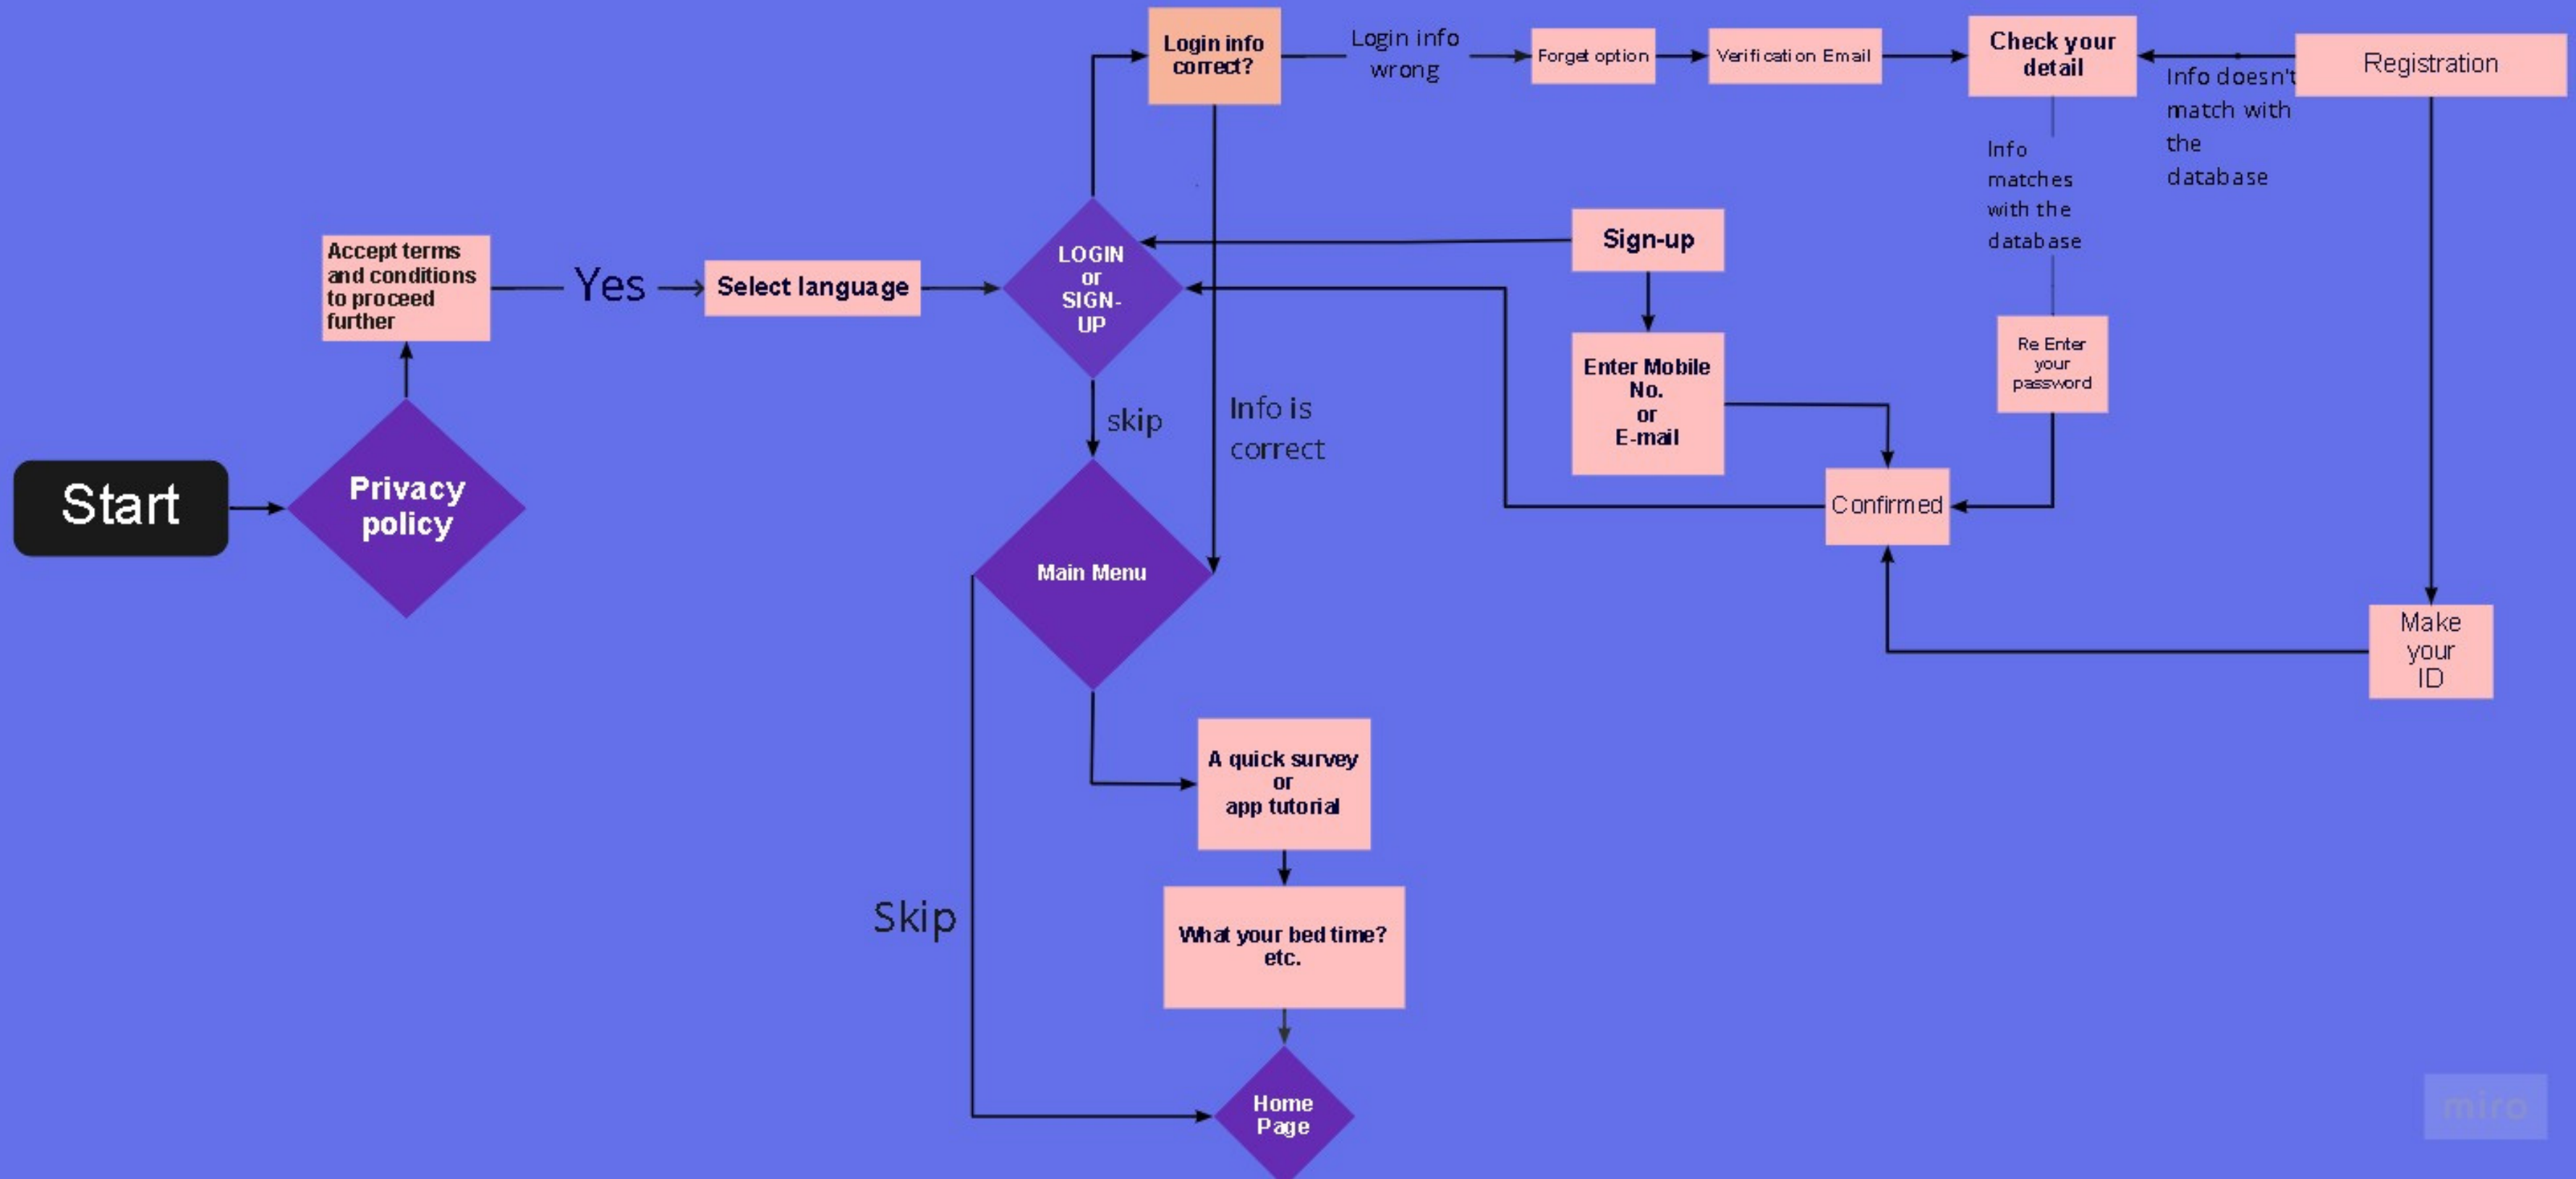 Login info
correct?
Login info
wrong
Forget option
Verification Email
Check your
detail
Info doesn't
match with
the
database
Registration
Info
matches
with the
database
Accept terms
and conditions
to proceed
further
Yes
Select language
LOGIN
or
SIGN-
UP
Sign-up
Enter Mobile
No.
or
E-mail
Re Enter
your
password
skip
Info is
correct
Start
Privacy
policy
Confirmed
Main Menu
Make
your
ID
A quick survey
or
app tutorial
Skip
What your bed time?
etc.
Home
Page
miro